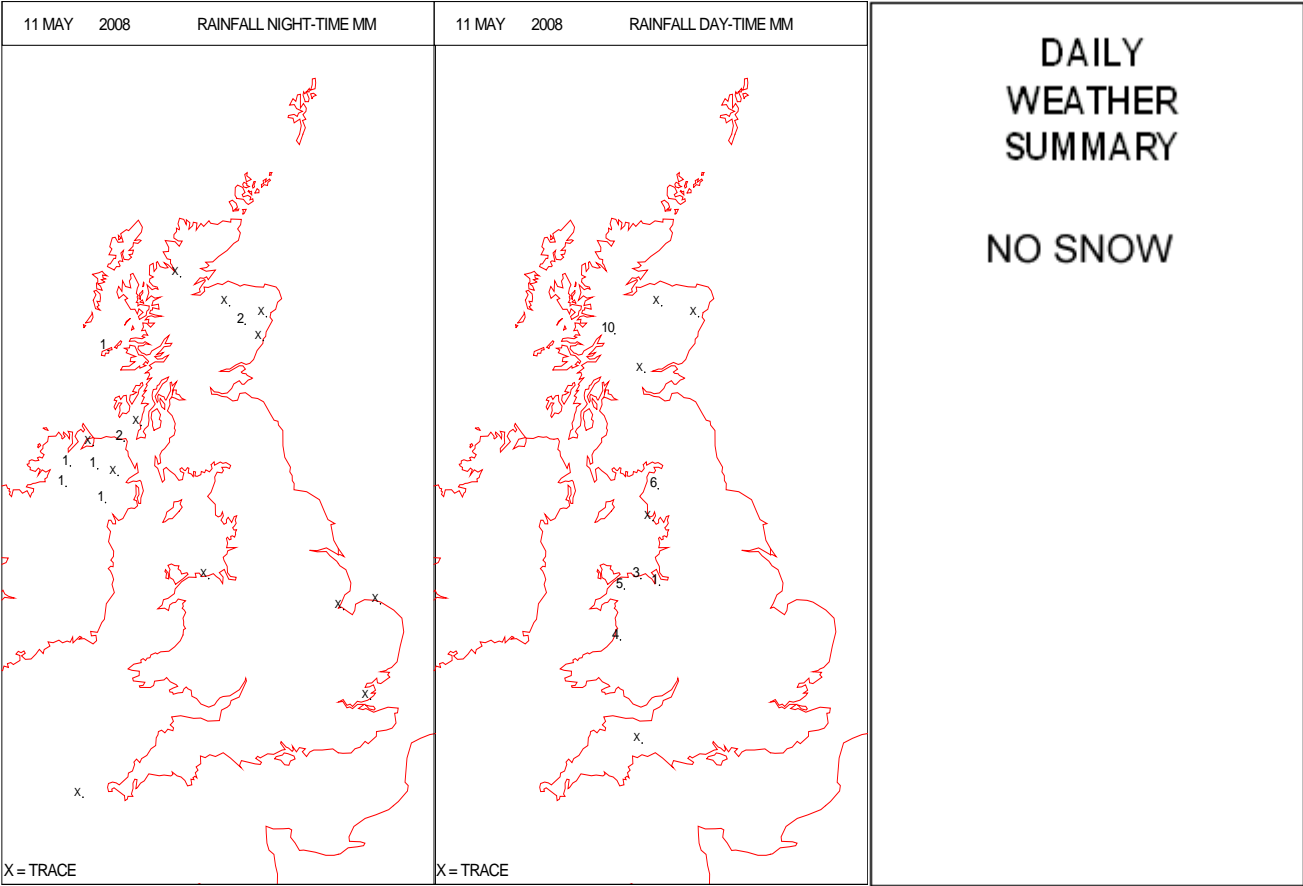 11 MAY 2008 RAINFALL NIGHT-TIME MM
X.
X.
X.
2.
X.
1.
X.
2.
X.
1.
1.
X.
1.
1.
X.
X.
X.
X.
X.
X = TRACE
11 MAY 2008 RAINFALL DAY-TIME MM
X.
X.
10.
X.
6.
X.
3.
1.
5.
4.
X.
X = TRACE
DAILY
WEATHER
SUMMARY
NO SNOW